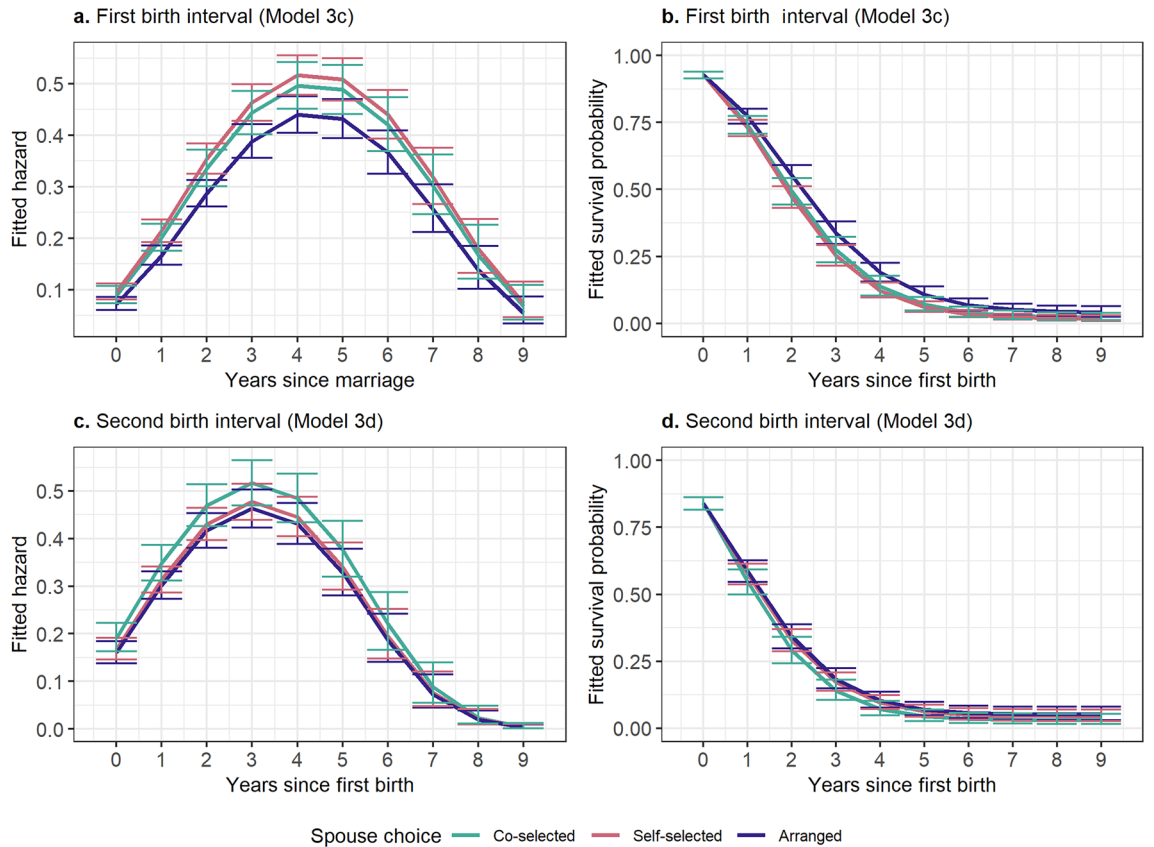 a. First birth interval (Model 3c)
b. First birth  interval (Model 3c)
Fitted hazard
0.5
0.4
0.3
0.2
0.1
0 1 2 3 4 5 6 7 8 9
Years since marriage
Fitted survival probability
1.00
0.75
0.50
0.25
0.00
0 1 2 3 4 5 6 7 8 9
Years since first birth
c. Second birth interval (Model 3d)
d. Second birth interval (Model 3d)
Fitted hazard
0.5
0.4
0.3
0.2
0.1
0.0
0 1 2 3 4 5 6 7 8 9
Years since first birth
Fitted survival probability
1.00
0.75
0.50
0.25
0.00
0 1 2 3 4 5 6 7 8 9
Years since first birth
Spouse choice Co-selected Self-selected Arranged